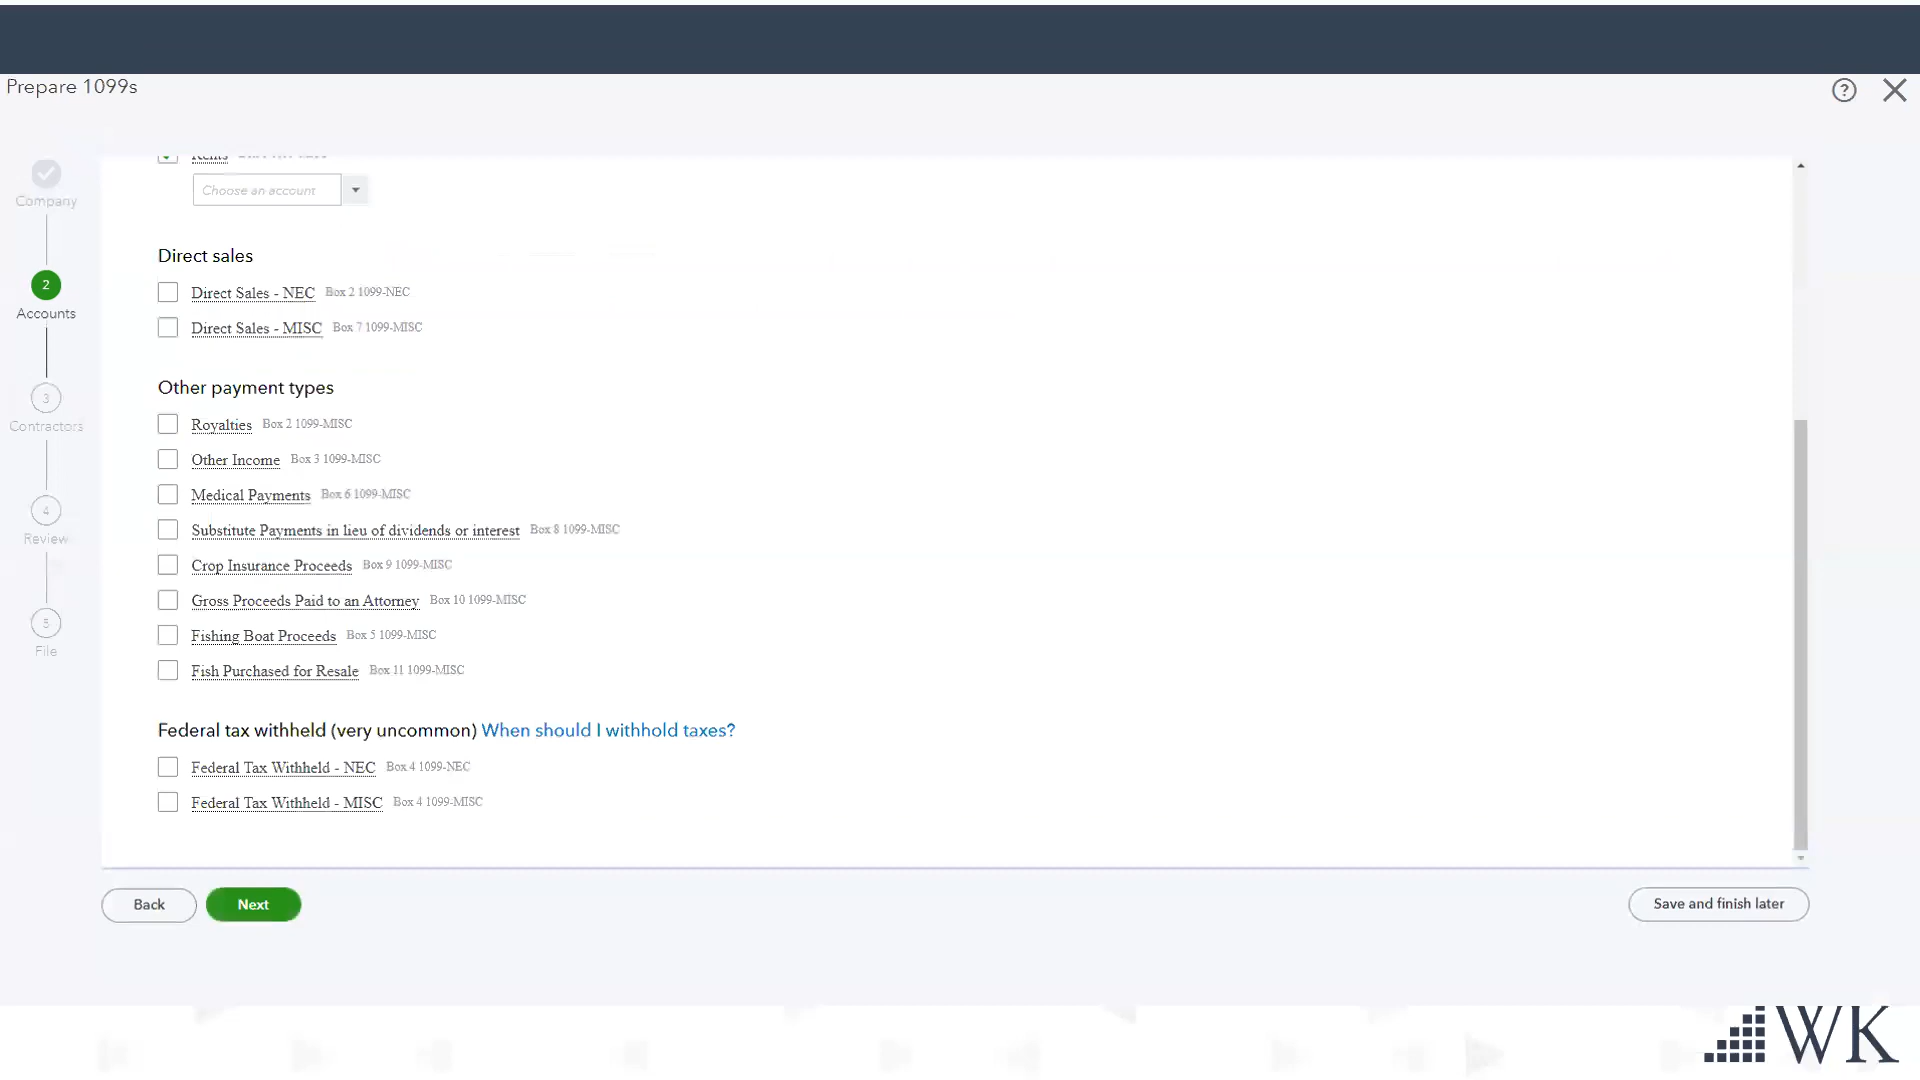 Prepare 1099s
Company
2
Accounts
3
Contractors
4
Review
5
File
Rents
Choose an account
Direct sales
Direct Sales - NEC Box 2 1099-NEC
Direct Sales - MISC Box 7 1099-MISC
Other payment types
Royalties Box 2 1099-MISC
Other Income Box 3 1099-MISC
Medical Payments Box 6 1099-MISC
Substitute Payments in lieu of dividends or interest Box 8 1099-MISC
Crop Insurance Proceeds Box 9 1099-MISC
Gross Proceeds Paid to an Attorney Box 10 1099-MISC
Fishing Boat Proceeds Box 5 1099-MISC
Fish Purchased for Resale Box 11 1099-MISC
Federal tax withheld (very uncommon) When should I withhold taxes?
Federal Tax Withheld - NEC Box 4 1099-NEC
Federal Tax Withheld - MISC Box 4 1099-MISC
Back
Next
Save and finish later
WK